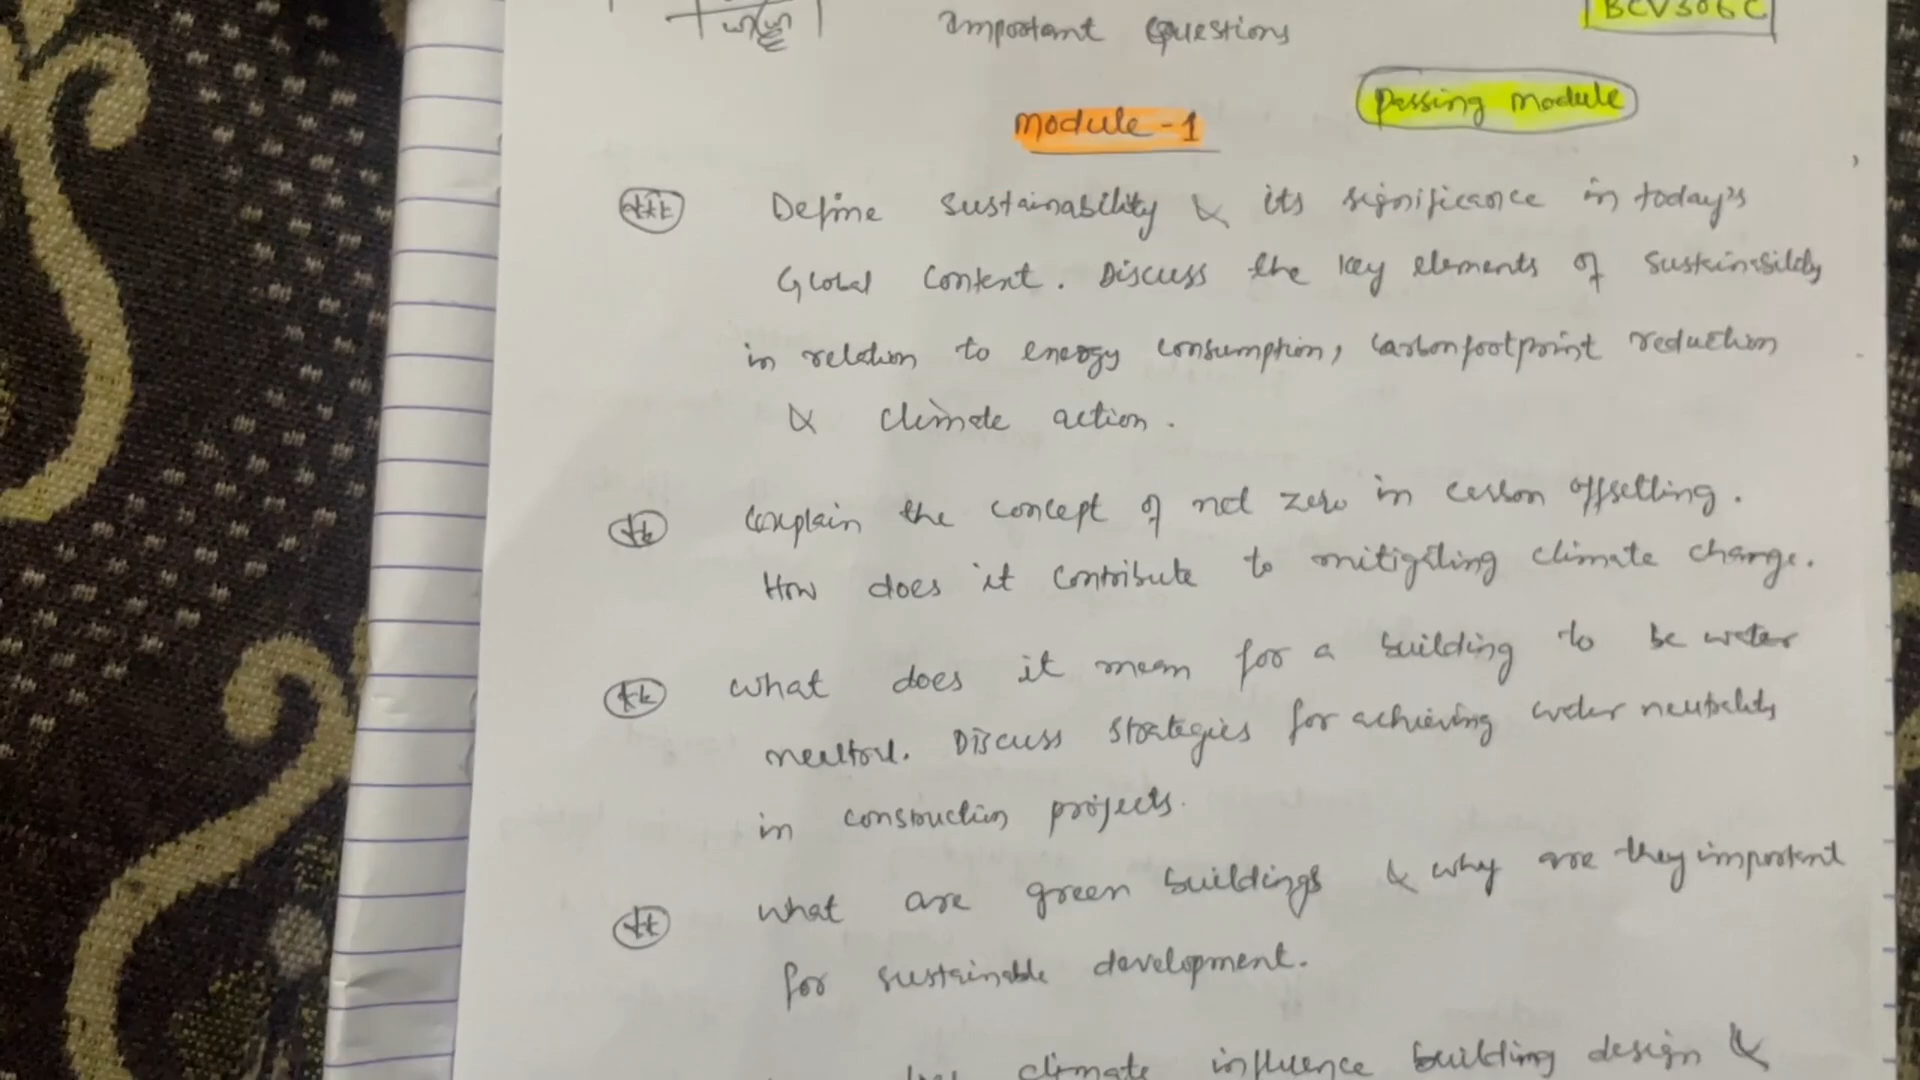 Important Questions
BCV306C
Passing Module
Module-1
*** Define sustainability & its significance in today's
Global Context. Discuss the key elements of sustainability
in relation to energy consumption, carbon footprint reduction
& climate action.
** Explain the concept of net zero in carbon offsetting.
How does it contribute to mitigating climate change.
** What does it mean for a building to be water
neutral. Discuss strategies for achieving water neutrality
in construction projects.
** What are green buildings & why are they important
for sustainable development.
climate influence building design &